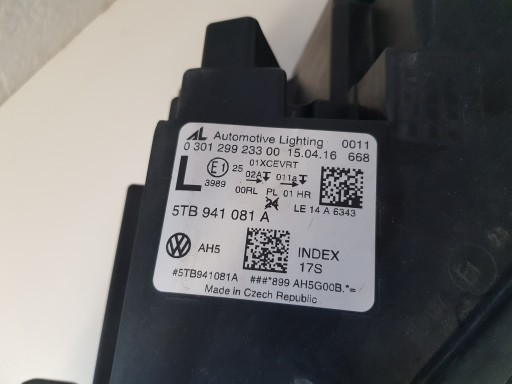 AL Automotive Lighting 0011
0 301 299 233 00 15.04.16 668
L E1 25 01XCEVRT
3989 02A 011a
00RL PL 01 HR
24 LE 14 A 6343
5TB 941 081 A
AH5 INDEX
17S
#5TB941081A ###*899 AH5G00B.*=
Made in Czech Republic